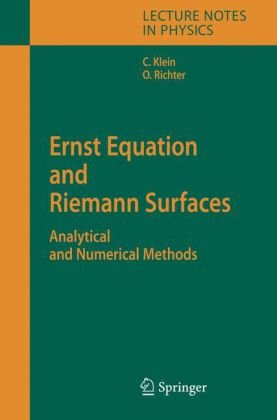 LECTURE NOTES
IN PHYSICS
C. Klein
O. Richter
Ernst Equation
and
Riemann Surfaces
Analytical
and Numerical Methods
Springer